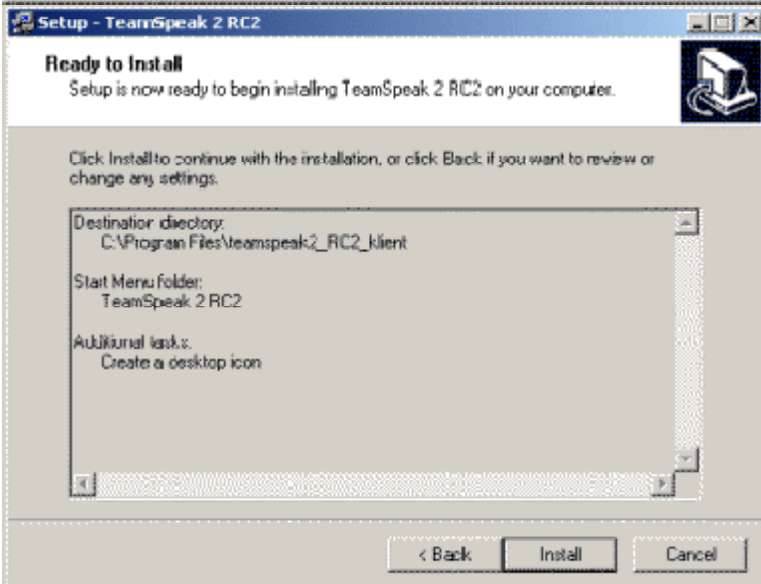 Setup - TeamSpeak 2 RC2
Ready to Install
Setup is now ready to begin installing TeamSpeak 2 RC2 on your computer.
Click Install to continue with the installation, or click Back if you want to review or
change any settings.
Destination directory:
C:\Program Files\teamspeak2_RC2_klient
Start Menu folder:
TeamSpeak 2 RC2
Additional tasks:
Create a desktop icon
< Back
Install
Cancel